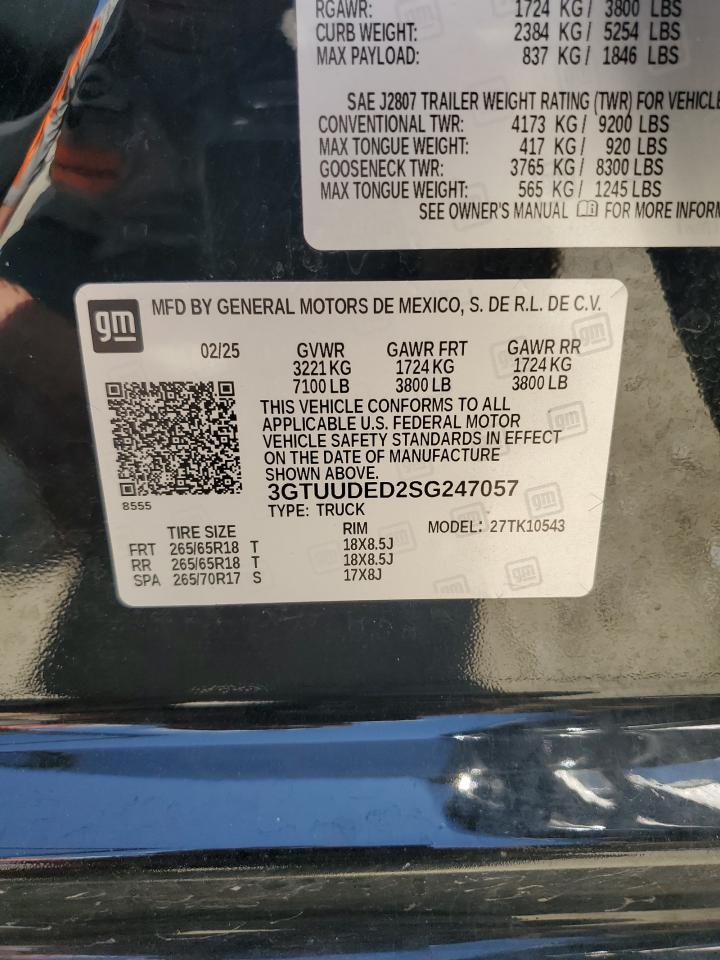 RGAWR: 1724 KG / 3800 LBS
CURB WEIGHT: 2384 KG / 5254 LBS
MAX PAYLOAD: 837 KG / 1846 LBS
SAE J2807 TRAILER WEIGHT RATING (TWR) FOR VEHICLE
CONVENTIONAL TWR: 4173 KG / 9200 LBS
MAX TONGUE WEIGHT: 417 KG / 920 LBS
GOOSENECK TWR: 3765 KG / 8300 LBS
MAX TONGUE WEIGHT: 565 KG / 1245 LBS
SEE OWNER'S MANUAL FOR MORE INFORM
gm MFD BY GENERAL MOTORS DE MEXICO, S. DE R.L. DE C.V.
02/25 GVWR GAWR FRT GAWR RR
3221 KG 1724 KG 1724 KG
7100 LB 3800 LB 3800 LB
THIS VEHICLE CONFORMS TO ALL
APPLICABLE U.S. FEDERAL MOTOR
VEHICLE SAFETY STANDARDS IN EFFECT
ON THE DATE OF MANUFACTURE
SHOWN ABOVE.
3GTUUDED2SG247057
8555
TYPE: TRUCK
TIRE SIZE RIM MODEL: 27TK10543
FRT 265/65R18 T 18X8.5J
RR 265/65R18 T 18X8.5J
SPA 265/70R17 S 17X8J